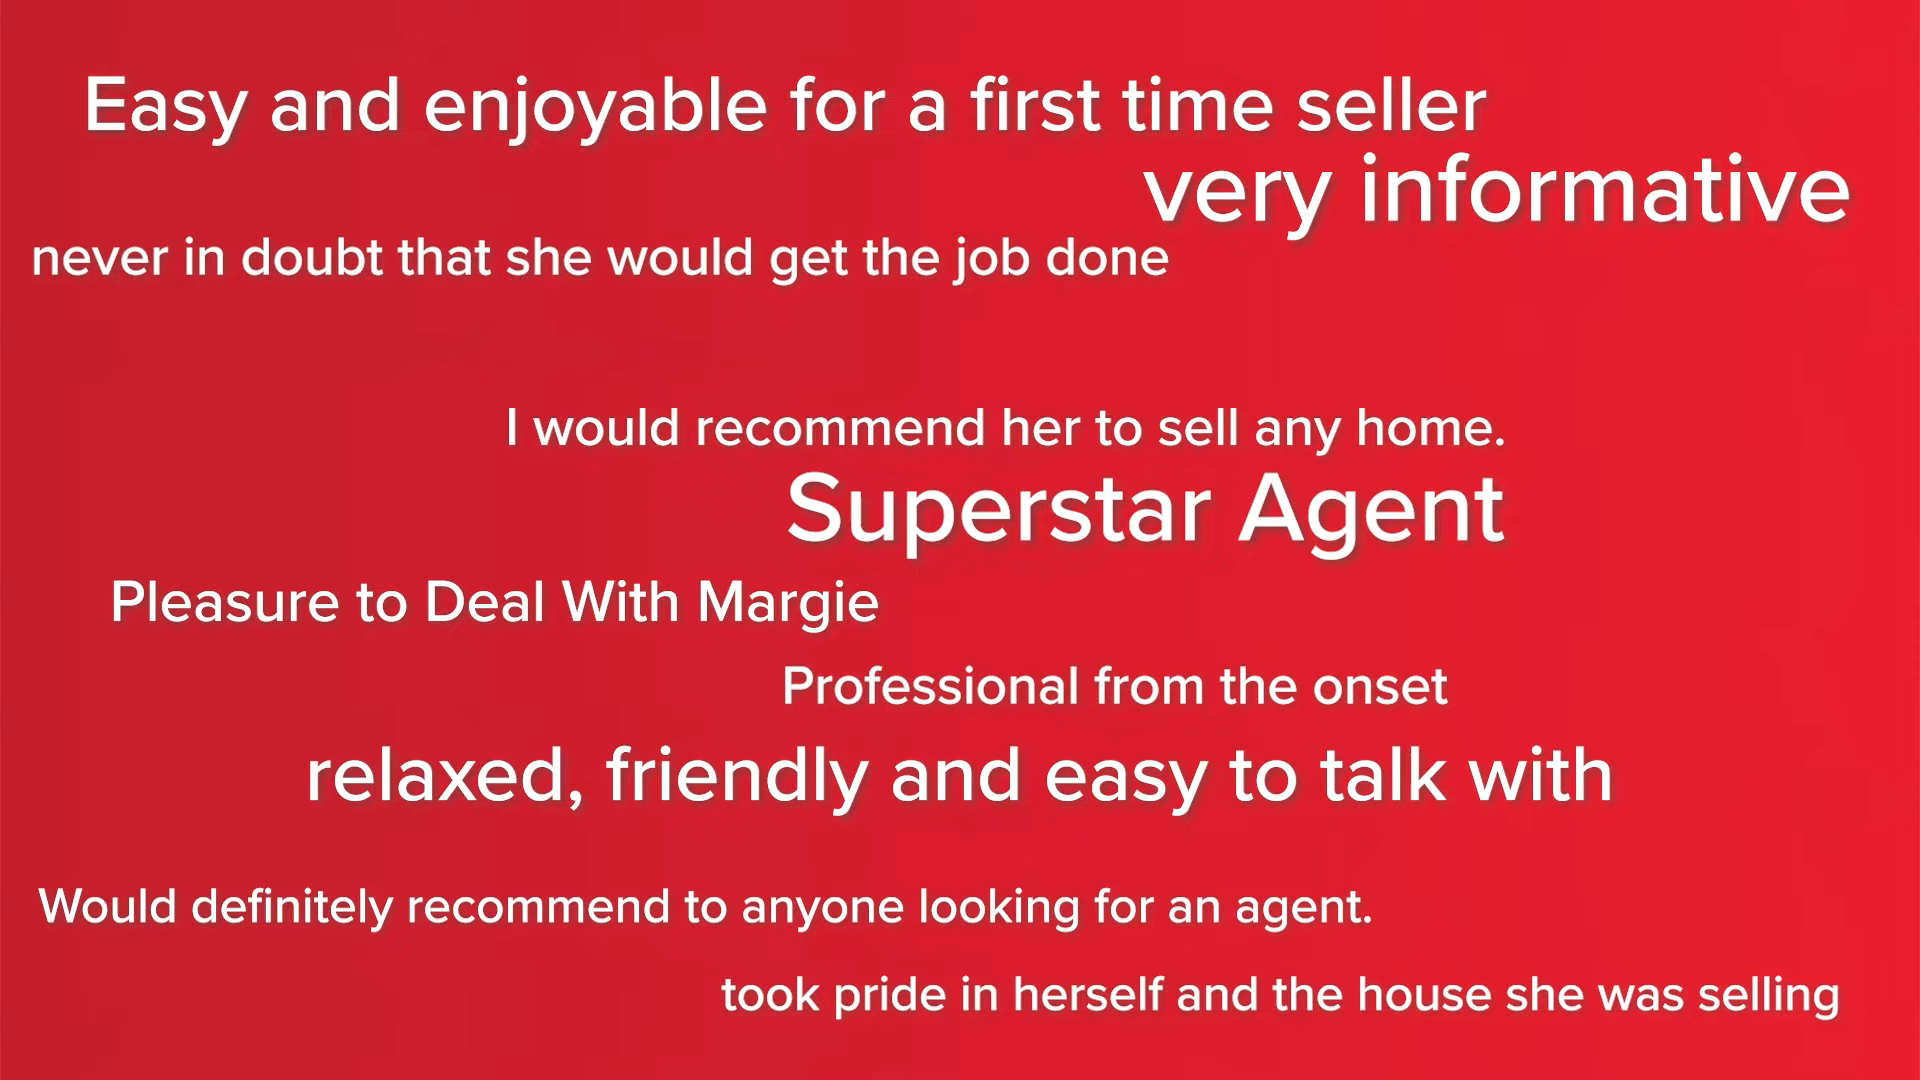 Easy and enjoyable for a first time seller
very informative
never in doubt that she would get the job done
I would recommend her to sell any home.
Superstar Agent
Pleasure to Deal With Margie
Professional from the onset
relaxed, friendly and easy to talk with
Would definitely recommend to anyone looking for an agent.
took pride in herself and the house she was selling